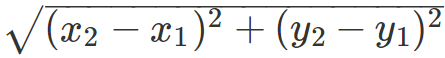 √((x₂ − x₁)² + (y₂ − y₁)²)